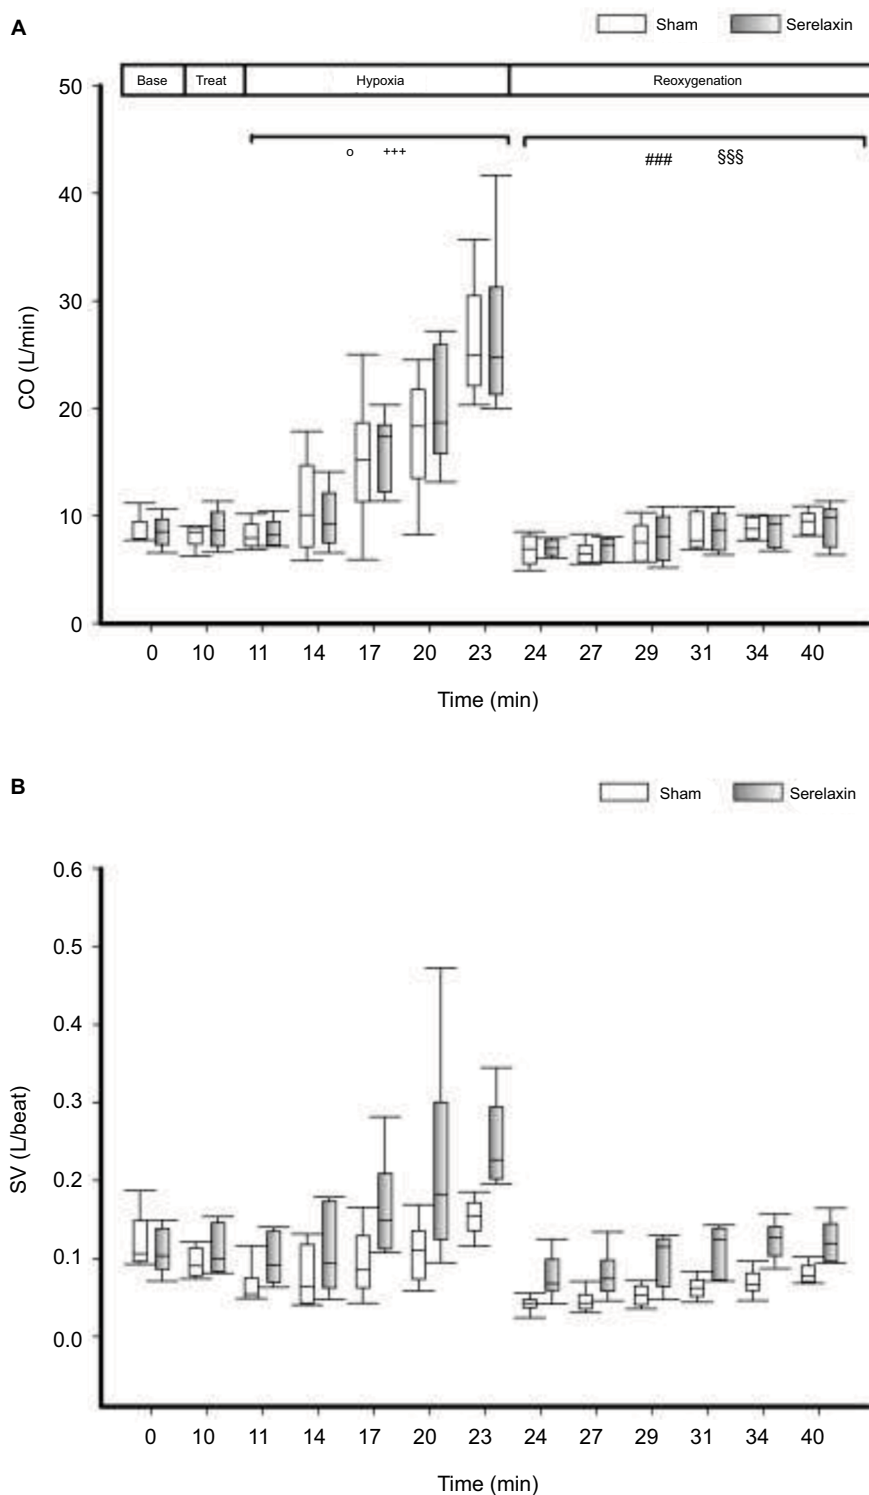 A
Sham Serelaxin
Base Treat Hypoxia Reoxygenation
o +++ ### §§§
50
40
30
20
10
0
CO (L/min)
0 10 11 14 17 20 23 24 27 29 31 34 40
Time (min)
B
Sham Serelaxin
0.6
0.5
0.4
0.3
0.2
0.1
0.0
SV (L/beat)
0 10 11 14 17 20 23 24 27 29 31 34 40
Time (min)